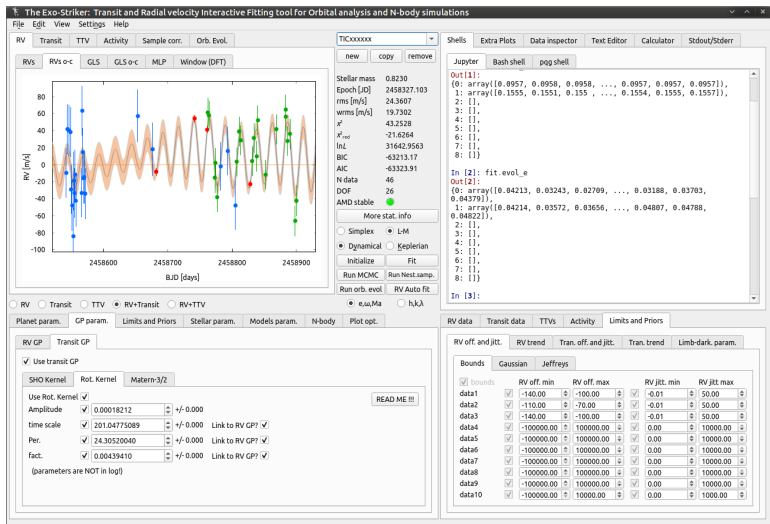 The Exo-Striker: Transit and Radial velocity Interactive Fitting tool for Orbital analysis and N-body simulations
File Edit View Settings Help
RV Transit TTV Activity Sample corr. Orb. Evol.
RVs RVs o-c GLS GLS o-c MLP Window (DFT)
RV [m/s]
80
60
40
20
0
-20
-40
-60
-80
-100
2458600 2458700 2458800 2458900
BJD [days]
TICxxxxxx
new copy remove
Stellar mass 0.8230
Epoch [JD] 2458327.103
rms [m/s] 24.3607
wrms [m/s] 19.7302
χ² 43.2528
χ²red -21.6264
lnL 31642.9563
BIC -63213.17
AIC -63323.91
N data 46
DOF 26
AMD stable
More stat. info
Simplex L-M
Dynamical Keplerian
Initialize Fit
Run MCMC Run Nest.samp.
Run orb. evol RV Auto fit
e,ω,Ma h,k,λ
Shells Extra Plots Data inspector Text Editor Calculator Stdout/Stderr
Jupyter Bash shell pqg shell
Out[1]:
{0: array([0.0957, 0.0958, 0.0958, ..., 0.0957, 0.0957, 0.0957]),
1: array([0.1555, 0.1551, 0.155 , ..., 0.1554, 0.1555, 0.1557]),
2: [],
3: [],
4: [],
5: [],
6: [],
7: [],
8: []}
In [2]: fit.evol_e
Out[2]:
{0: array([0.04213, 0.03243, 0.02709, ..., 0.03188, 0.03703,
0.04379]),
1: array([0.04214, 0.03572, 0.03656, ..., 0.04807, 0.04788,
0.04822]),
2: [],
3: [],
4: [],
5: [],
6: [],
7: [],
8: []}
In [3]:
RV Transit TTV RV+Transit RV+TTV
Planet param. GP param. Limits and Priors Stellar param. Models param. N-body Plot opt.
RV GP Transit GP
Use transit GP
SHO Kernel Rot. Kernel Matern-3/2
Use Rot. Kernel
READ ME !!!
Amplitude 0.00018212 +/- 0.000
time scale 201.04775089 +/- 0.000 Link to RV GP?
Per. 24.30520040 +/- 0.000 Link to RV GP?
fact. 0.00439410 +/- 0.000 Link to RV GP?
(parameters are NOT in log!)
RV data Transit data TTVs Activity Limits and Priors
RV off. and jitt. RV trend Tran. off. and jitt. Tran. trend Limb-dark. param.
Bounds Gaussian Jeffreys
bounds RV off. min RV off. max RV jitt. min RV jitt max
data1 -140.00 -100.00 -0.01 50.00
data2 -110.00 -70.00 -0.01 50.00
data3 -140.00 -100.00 -0.01 50.00
data4 -100000.00 100000.00 0.00 10000.00
data5 -100000.00 100000.00 0.00 10000.00
data6 -100000.00 100000.00 0.00 10000.00
data7 -100000.00 100000.00 0.00 10000.00
data8 -100000.00 100000.00 0.00 10000.00
data9 -100000.00 100000.00 0.00 10000.00
data10 -100000.00 10000.00 0.00 1000.00